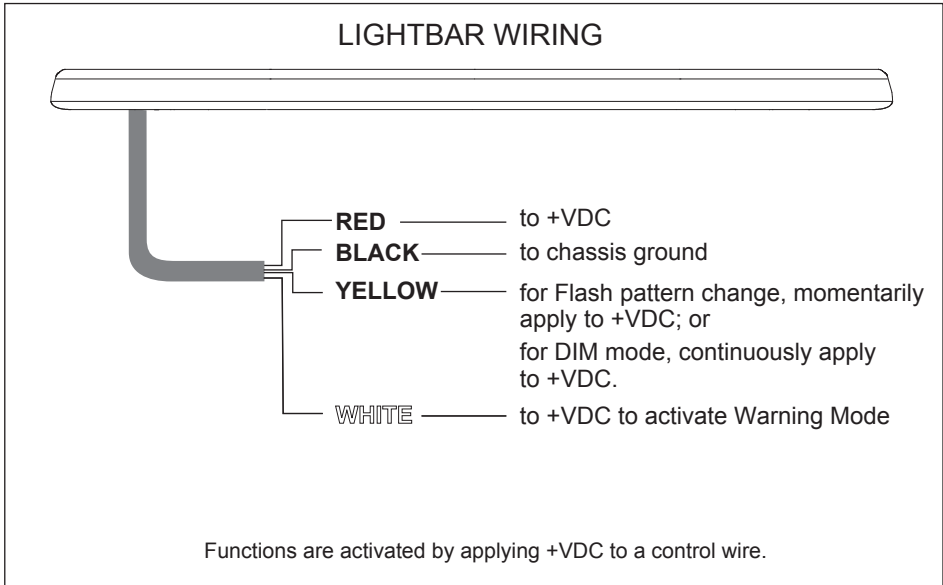 LIGHTBAR WIRING
RED to +VDC
BLACK to chassis ground
YELLOW for Flash pattern change, momentarily
apply to +VDC; or
for DIM mode, continuously apply
to +VDC.
WHITE to +VDC to activate Warning Mode
Functions are activated by applying +VDC to a control wire.